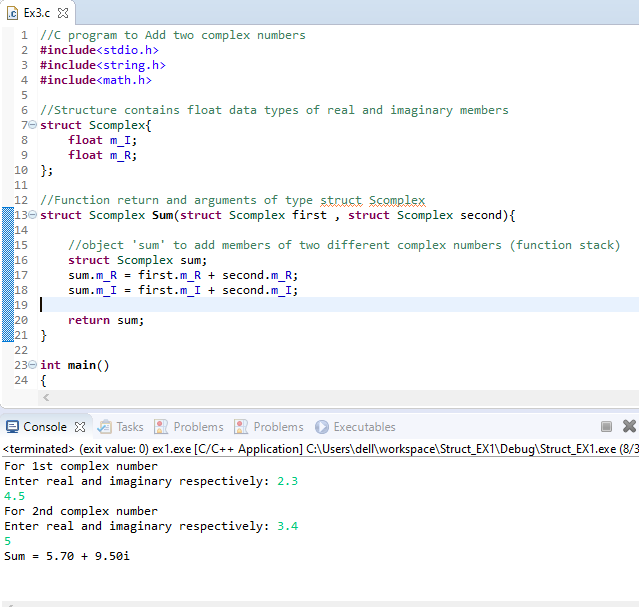 Ex3.c
1 //C program to Add two complex numbers
2 #include<stdio.h>
3 #include<string.h>
4 #include<math.h>
5
6 //Structure contains float data types of real and imaginary members
7 struct Scomplex{
8     float m_I;
9     float m_R;
10 };
11
12 //Function return and arguments of type struct Scomplex
13 struct Scomplex Sum(struct Scomplex first , struct Scomplex second){
14
15     //object 'sum' to add members of two different complex numbers (function stack)
16     struct Scomplex sum;
17     sum.m_R = first.m_R + second.m_R;
18     sum.m_I = first.m_I + second.m_I;
19
20     return sum;
21 }
22
23 int main()
24 {
Console Tasks Problems Problems Executables
<terminated> (exit value: 0) ex1.exe [C/C++ Application] C:\Users\dell\workspace\Struct_EX1\Debug\Struct_EX1.exe (8/3
For 1st complex number
Enter real and imaginary respectively: 2.3
4.5
For 2nd complex number
Enter real and imaginary respectively: 3.4
5
Sum = 5.70 + 9.50i